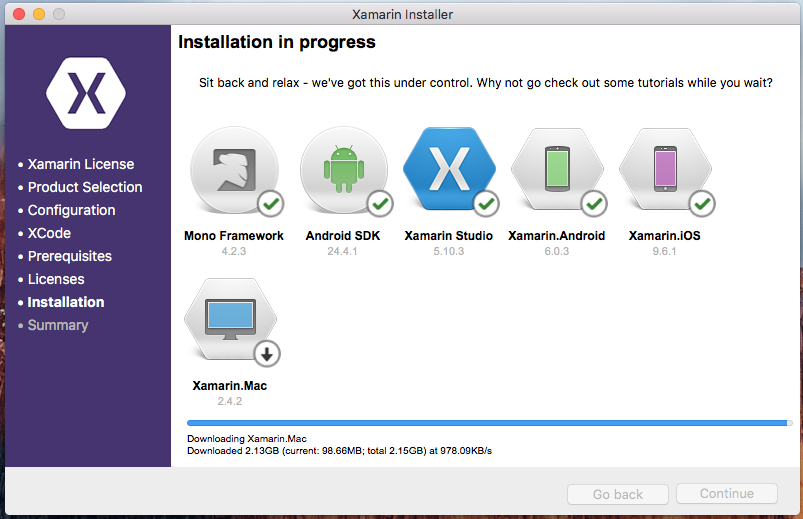 Xamarin Installer
Installation in progress
Sit back and relax - we've got this under control. Why not go check out some tutorials while you wait?
• Xamarin License
• Product Selection
• Configuration
• XCode
• Prerequisites
• Licenses
• Installation
• Summary
Mono Framework Android SDK Xamarin Studio Xamarin.Android Xamarin.iOS
4.2.3 24.4.1 5.10.3 6.0.3 9.6.1
Xamarin.Mac
2.4.2
Downloading Xamarin.Mac
Downloaded 2.13GB (current: 98.66MB; total 2.15GB) at 978.09KB/s
Go back Continue